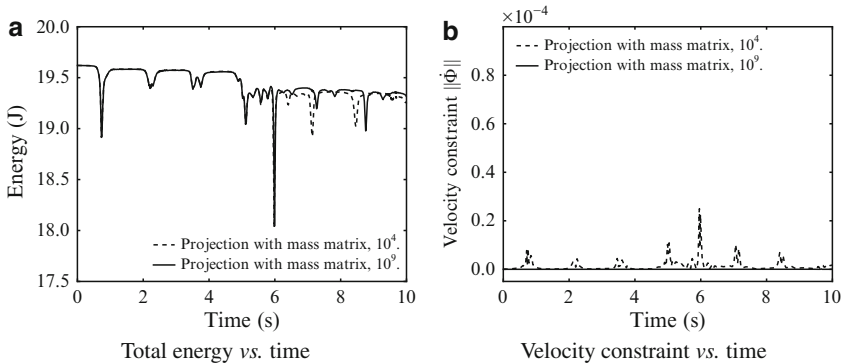 a
20.0
19.5
19.0
18.5
18.0
17.5
Energy (J)
Projection with mass matrix, 10⁴.
Projection with mass matrix, 10⁹.
0 2 4 6 8 10
Time (s)
Total energy vs. time
b
×10⁻⁴
0.8
0.6
0.4
0.2
0.0
Velocity constraint ||Φ̇||
Projection with mass matrix, 10⁴.
Projection with mass matrix, 10⁹.
0 2 4 6 8 10
Time (s)
Velocity constraint vs. time